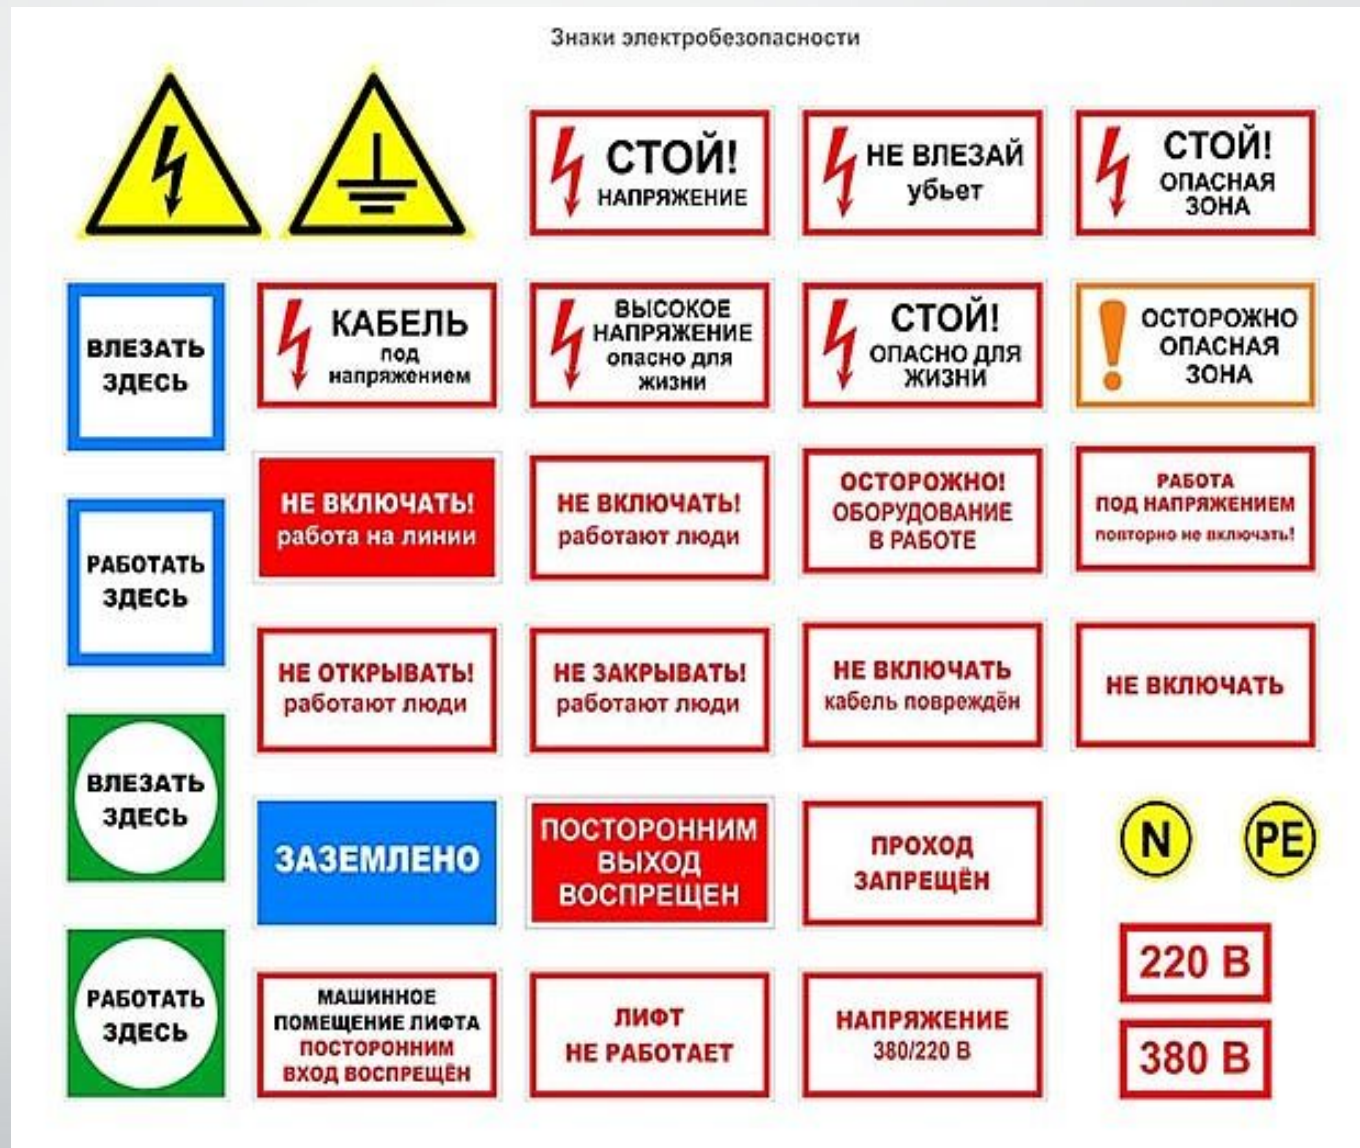 Знаки электробезопасности
СТОЙ!
НАПРЯЖЕНИЕ
НЕ ВЛЕЗАЙ
убьет
СТОЙ!
ОПАСНАЯ
ЗОНА
ВЛЕЗАТЬ
ЗДЕСЬ
КАБЕЛЬ
под
напряжением
ВЫСОКОЕ
НАПРЯЖЕНИЕ
опасно для
жизни
СТОЙ!
ОПАСНО ДЛЯ
ЖИЗНИ
ОСТОРОЖНО
ОПАСНАЯ
ЗОНА
РАБОТАТЬ
ЗДЕСЬ
НЕ ВКЛЮЧАТЬ!
работа на линии
НЕ ВКЛЮЧАТЬ!
работают люди
ОСТОРОЖНО!
ОБОРУДОВАНИЕ
В РАБОТЕ
РАБОТА
ПОД НАПРЯЖЕНИЕМ
повторно не включать!
НЕ ОТКРЫВАТЬ!
работают люди
НЕ ЗАКРЫВАТЬ!
работают люди
НЕ ВКЛЮЧАТЬ
кабель повреждён
НЕ ВКЛЮЧАТЬ
ВЛЕЗАТЬ
ЗДЕСЬ
ЗАЗЕМЛЕНО
ПОСТОРОННИМ
ВЫХОД
ВОСПРЕЩЕН
ПРОХОД
ЗАПРЕЩЁН
N
PE
РАБОТАТЬ
ЗДЕСЬ
МАШИННОЕ
ПОМЕЩЕНИЕ ЛИФТА
ПОСТОРОННИМ
ВХОД ВОСПРЕЩЁН
ЛИФТ
НЕ РАБОТАЕТ
НАПРЯЖЕНИЕ
380/220 В
220 В
380 В